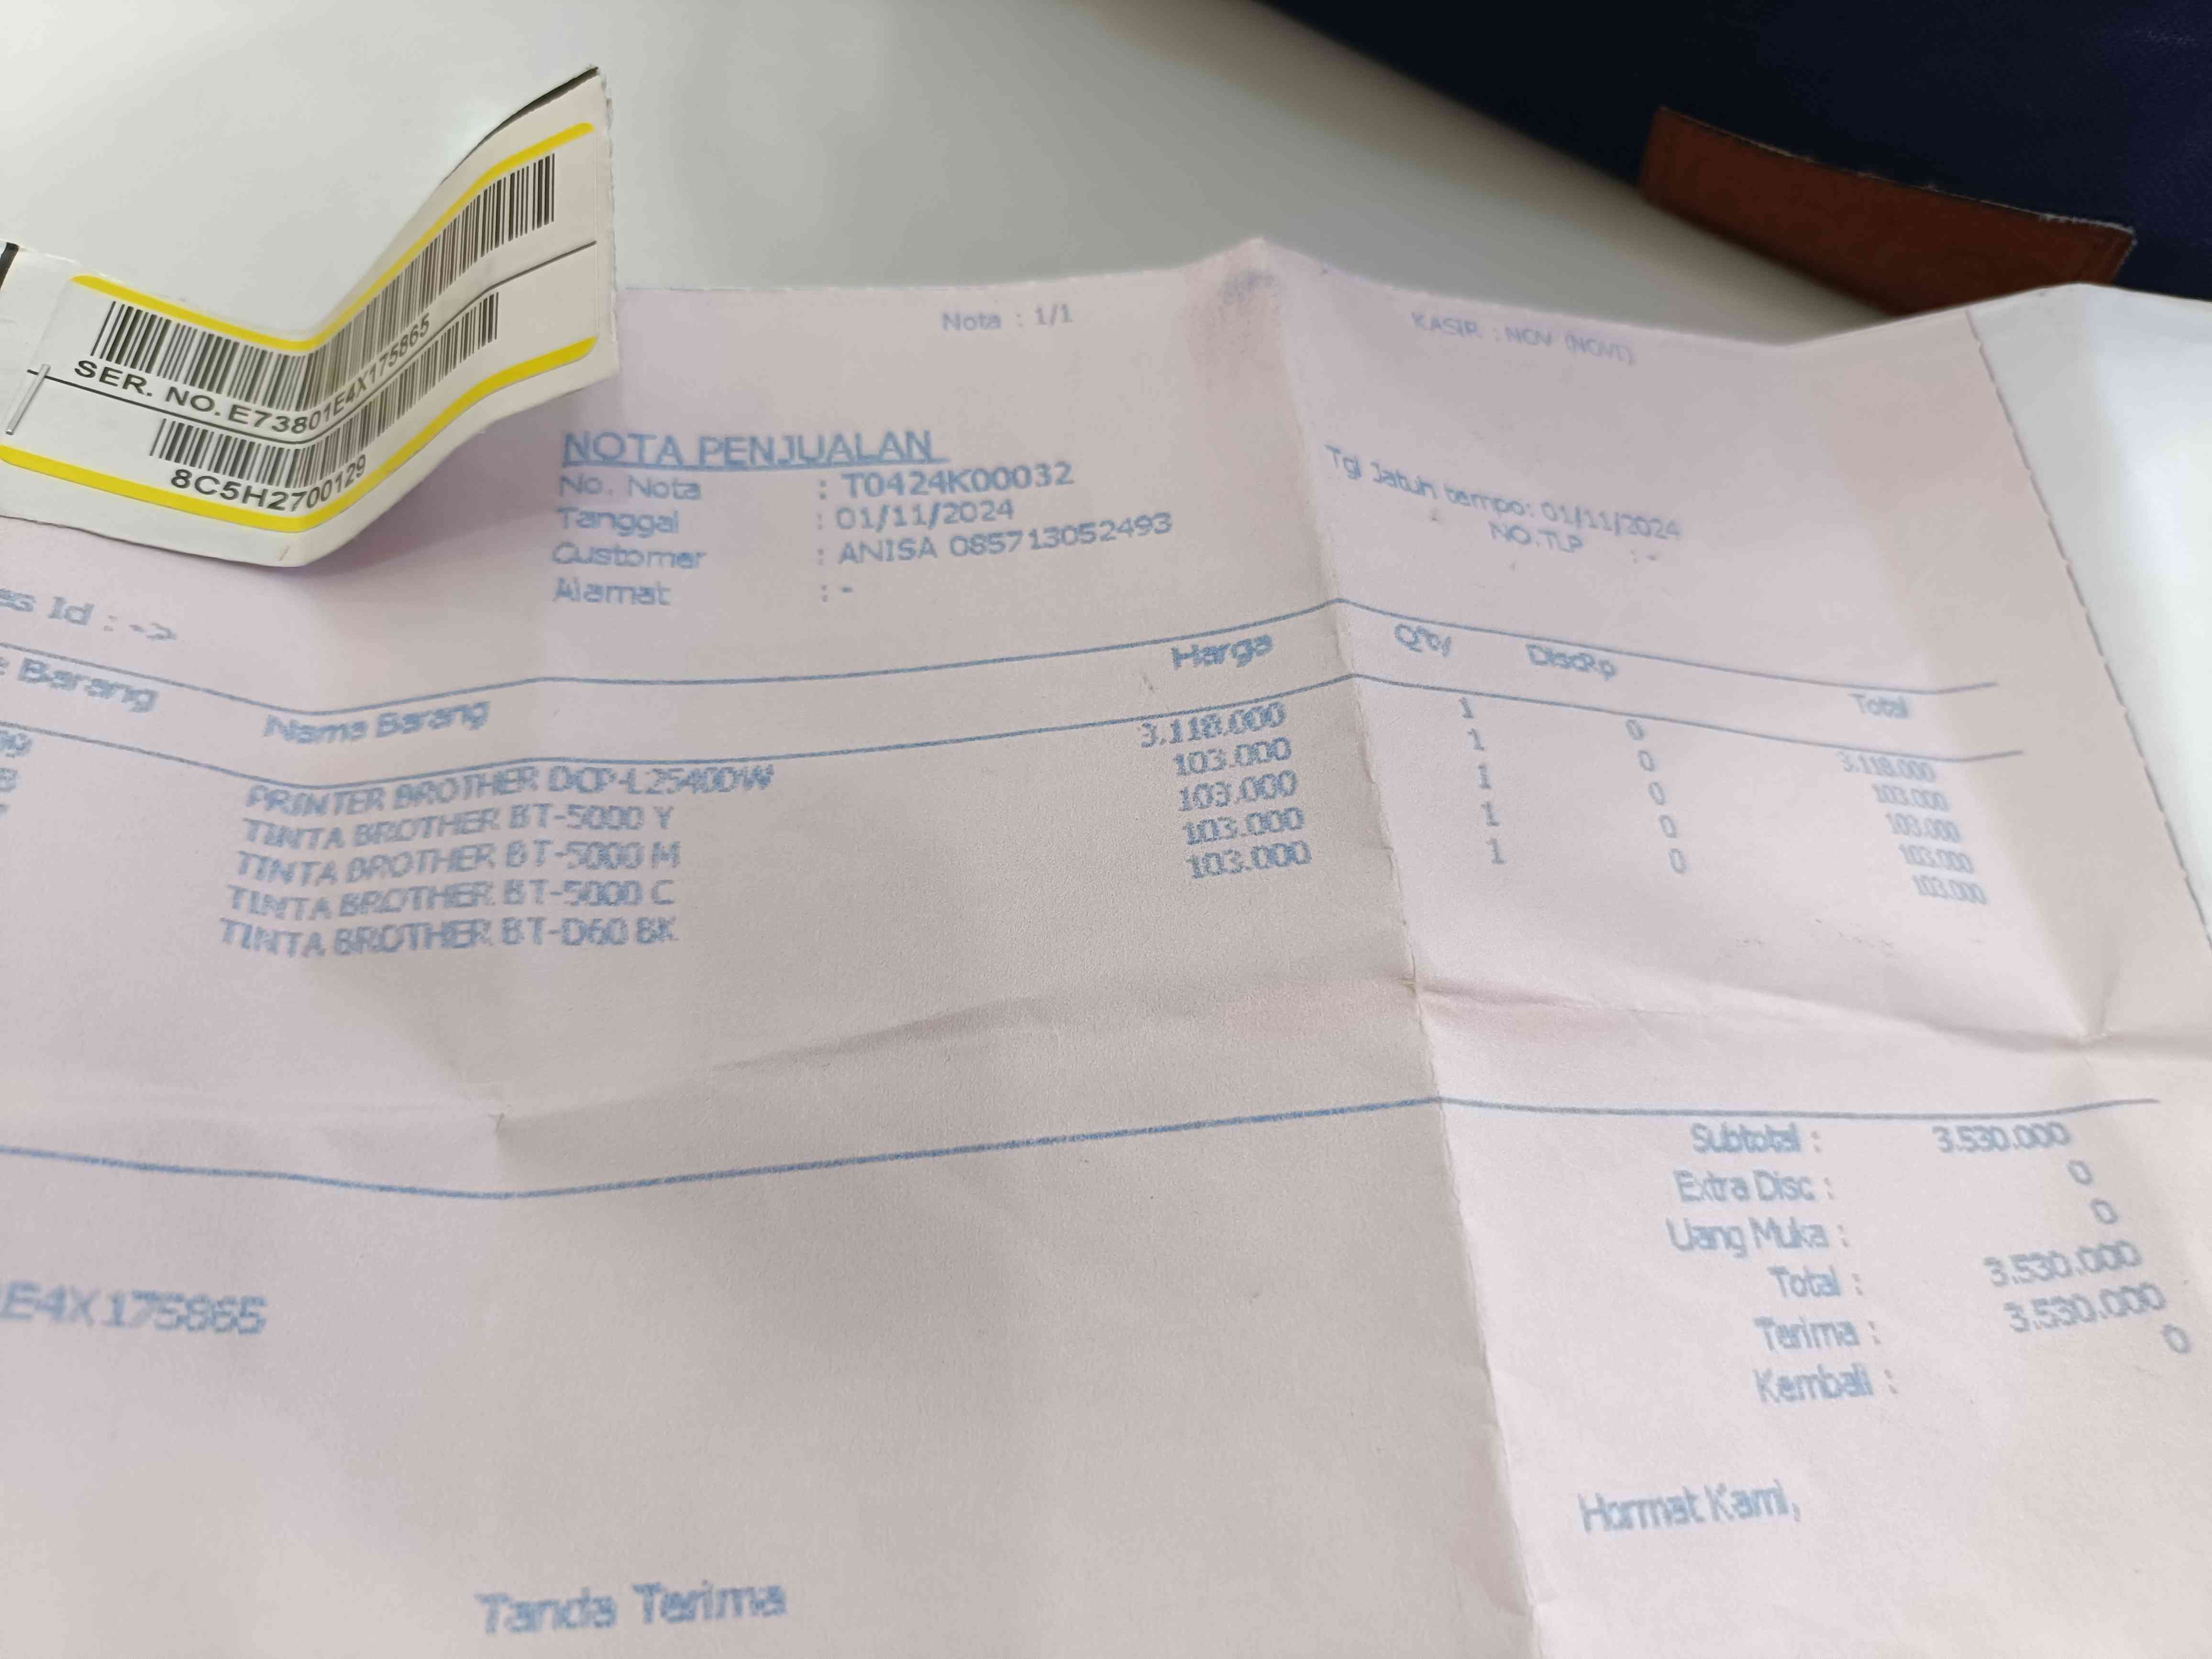 SER. NO. E73801E4X175865
8C5H2700129
Nota : 1/1
KASIR : NOV (NOVI)
NOTA PENJUALAN
No. Nota : T0424K00032
Tanggal : 01/11/2024
Customer : ANISA 085713052493
Alamat : -
Tgl Jatuh tempo: 01/11/2024
NO.TLP : -
Id : ->
Barang Nama Barang Harga Qty DiscRp Total
PRINTER BROTHER DCP-L2540DW 3.118.000 1 0 3.118.000
TINTA BROTHER BT-5000 Y 103.000 1 0 103.000
TINTA BROTHER BT-5000 M 103.000 1 0 103.000
TINTA BROTHER BT-5000 C 103.000 1 0 103.000
TINTA BROTHER BT-D60 BK 103.000 1 0 103.000
Subtotal : 3.530.000
Extra Disc : 0
Uang Muka : 0
Total : 3.530.000
Terima : 3.530.000
Kembali : 0
E4X175865
Hormat Kami,
Tanda Terima